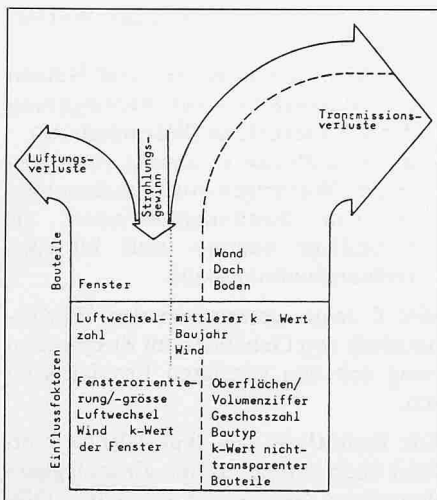 Transmissions-
verluste
Lüftungs-
verluste
Strahlungs-
gewinn
Bauteile
Fenster
Wand
Dach
Boden
Einflussfaktoren
Luftwechsel-
zahl
mittlerer k-Wert
Baujahr
Wind
Fensterorientie-
rung/-grösse
Luftwechsel
Wind k-Wert
der Fenster
Oberflächen/
Volumenziffer
Geschosszahl
Bautyp
k-Wert nicht-
transparenter
Bauteile